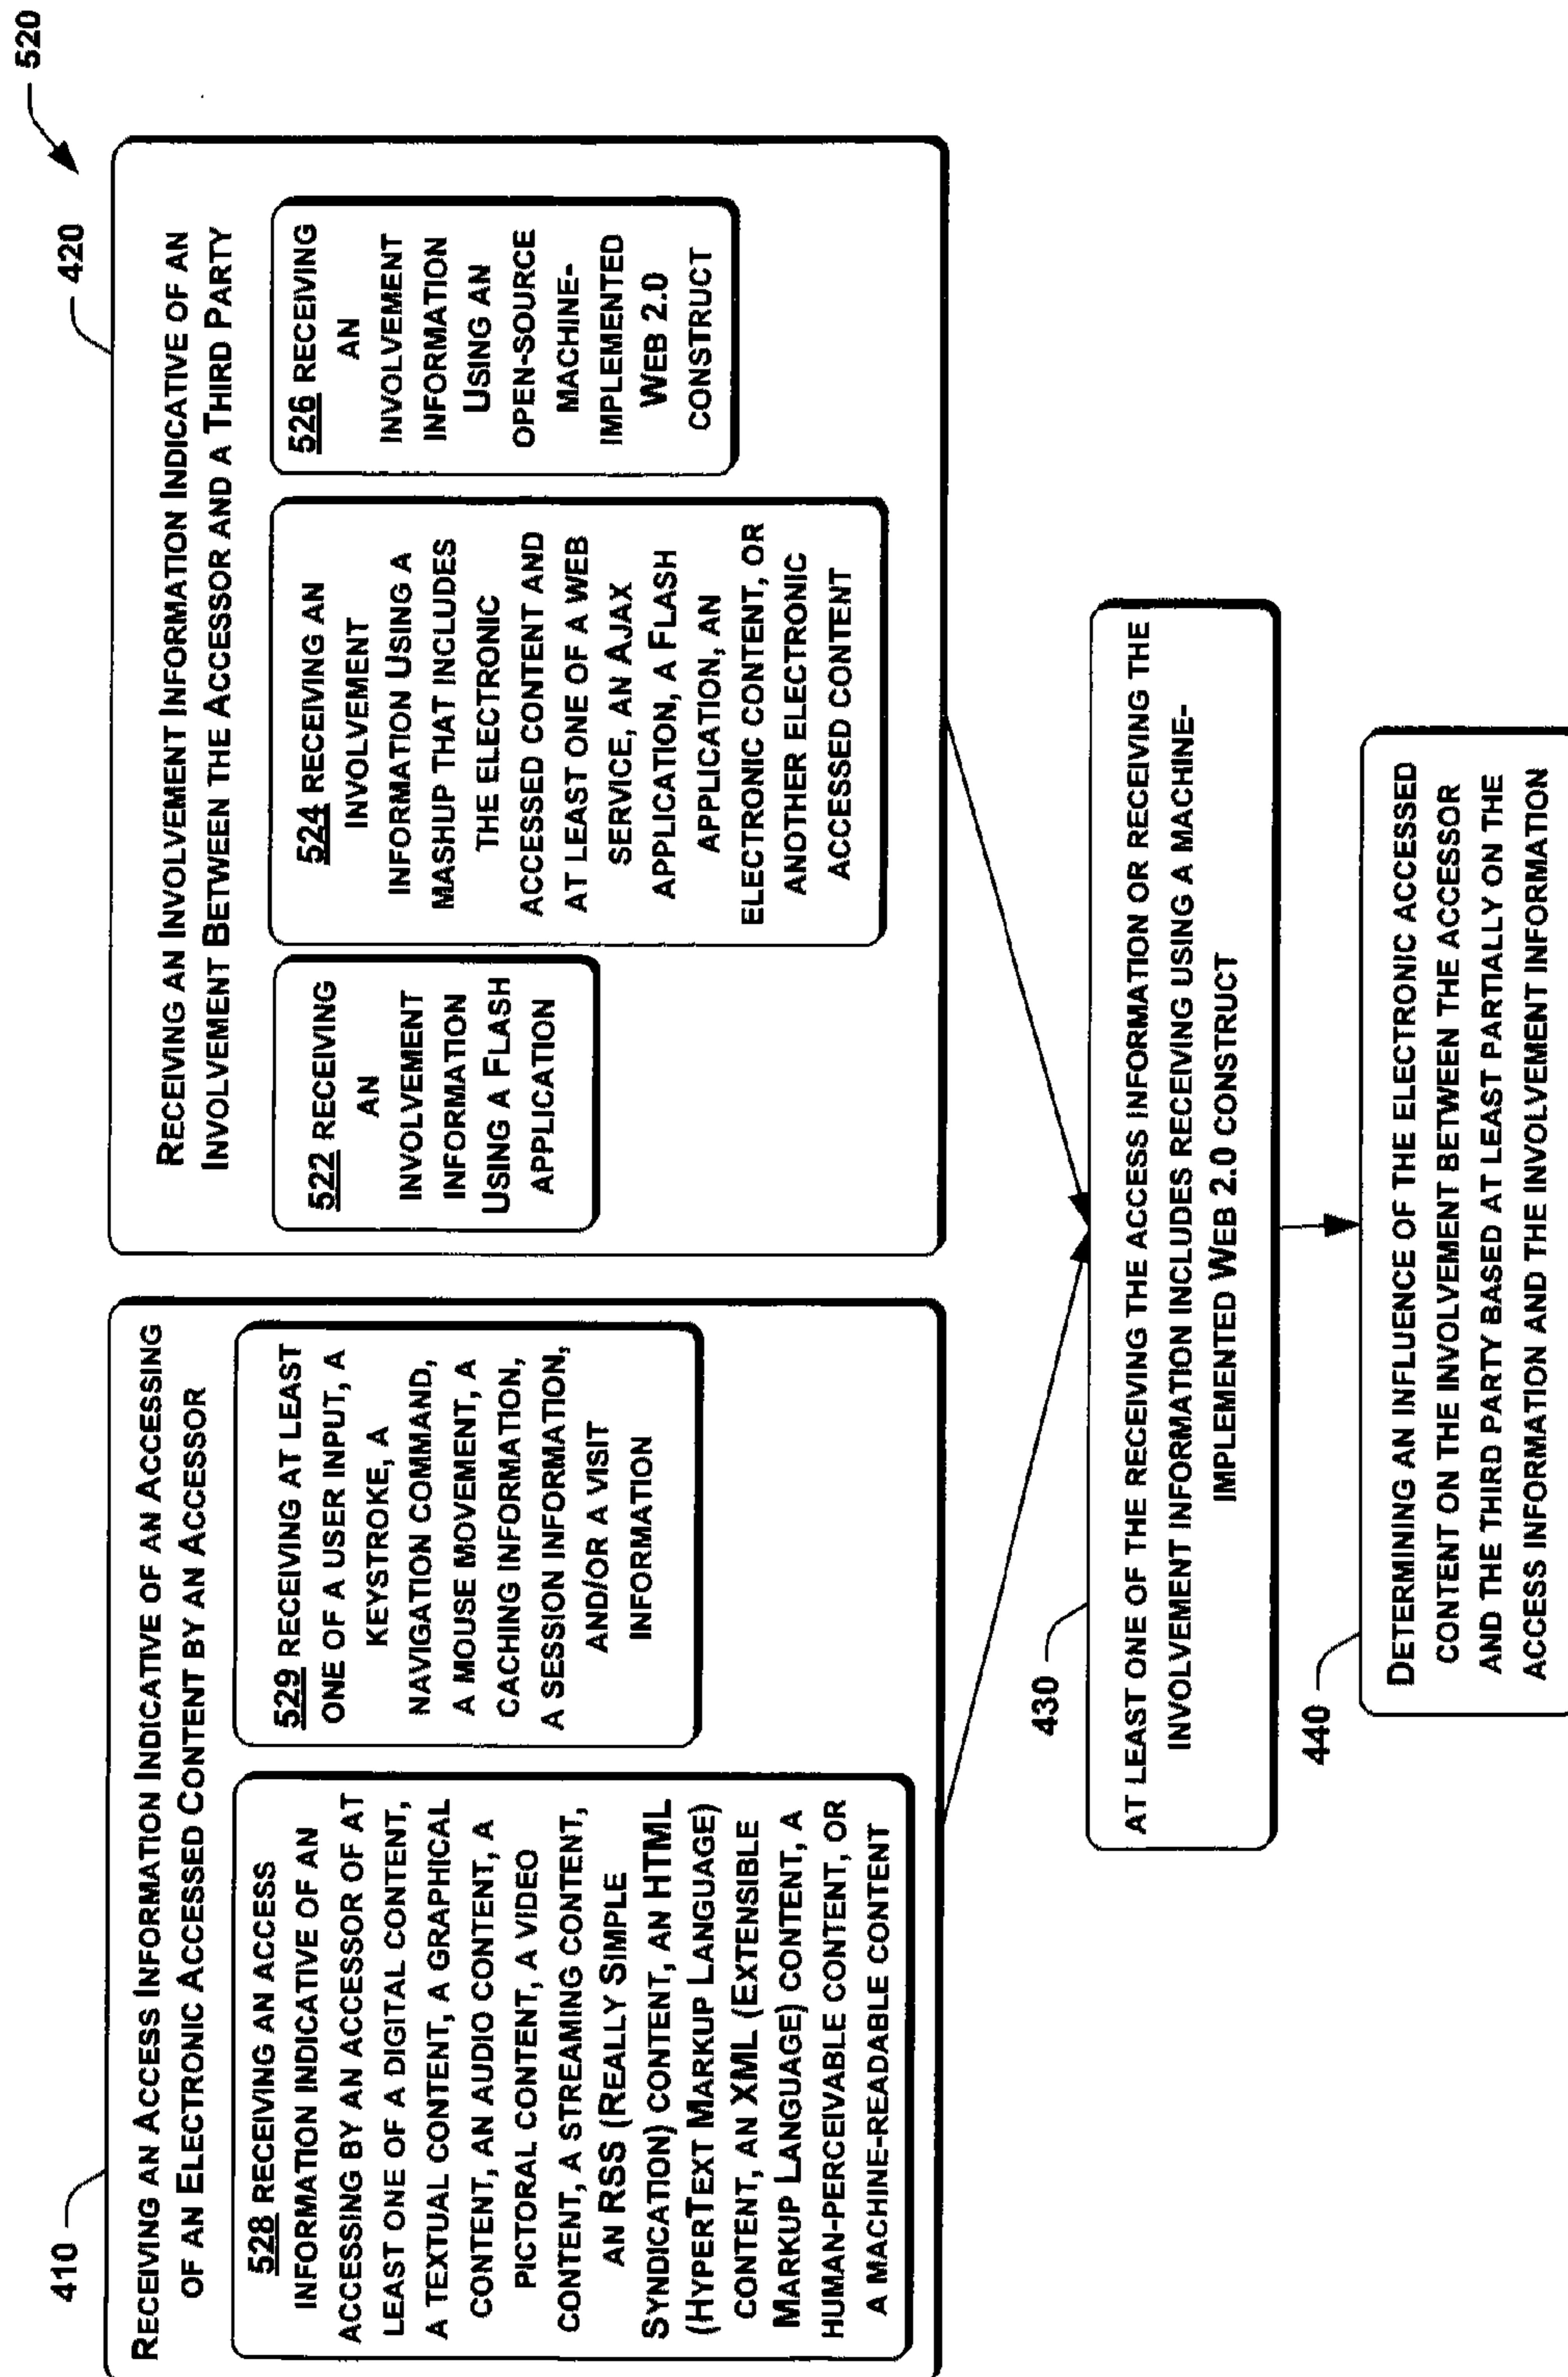 520
410
RECEIVING AN ACCESS INFORMATION INDICATIVE OF AN ACCESSING
OF AN ELECTRONIC ACCESSED CONTENT BY AN ACCESSOR
528 RECEIVING AN ACCESS
INFORMATION INDICATIVE OF AN
ACCESSING BY AN ACCESSOR OF AT
LEAST ONE OF A DIGITAL CONTENT,
A TEXTUAL CONTENT, A GRAPHICAL
CONTENT, AN AUDIO CONTENT, A
PICTORAL CONTENT, A VIDEO
CONTENT, A STREAMING CONTENT,
AN RSS (REALLY SIMPLE
SYNDICATION) CONTENT, AN HTML
(HYPERTEXT MARKUP LANGUAGE)
CONTENT, AN XML (EXTENSIBLE
MARKUP LANGUAGE) CONTENT, A
HUMAN-PERCEIVABLE CONTENT, OR
A MACHINE-READABLE CONTENT
529 RECEIVING AT LEAST
ONE OF A USER INPUT, A
KEYSTROKE, A
NAVIGATION COMMAND,
A MOUSE MOVEMENT, A
CACHING INFORMATION,
A SESSION INFORMATION,
AND/OR A VISIT
INFORMATION
420
RECEIVING AN INVOLVEMENT INFORMATION INDICATIVE OF AN
INVOLVEMENT BETWEEN THE ACCESSOR AND A THIRD PARTY
522 RECEIVING
AN
INVOLVEMENT
INFORMATION
USING A FLASH
APPLICATION
524 RECEIVING AN
INVOLVEMENT
INFORMATION USING A
MASHUP THAT INCLUDES
THE ELECTRONIC
ACCESSED CONTENT AND
AT LEAST ONE OF A WEB
SERVICE, AN AJAX
APPLICATION, A FLASH
APPLICATION, AN
ELECTRONIC CONTENT, OR
ANOTHER ELECTRONIC
ACCESSED CONTENT
526 RECEIVING
AN
INVOLVEMENT
INFORMATION
USING AN
OPEN-SOURCE
MACHINE-
IMPLEMENTED
WEB 2.0
CONSTRUCT
430
AT LEAST ONE OF THE RECEIVING THE ACCESS INFORMATION OR RECEIVING THE
INVOLVEMENT INFORMATION INCLUDES RECEIVING USING A MACHINE-
IMPLEMENTED WEB 2.0 CONSTRUCT
440
DETERMINING AN INFLUENCE OF THE ELECTRONIC ACCESSED
CONTENT ON THE INVOLVEMENT BETWEEN THE ACCESSOR
AND THE THIRD PARTY BASED AT LEAST PARTIALLY ON THE
ACCESS INFORMATION AND THE INVOLVEMENT INFORMATION